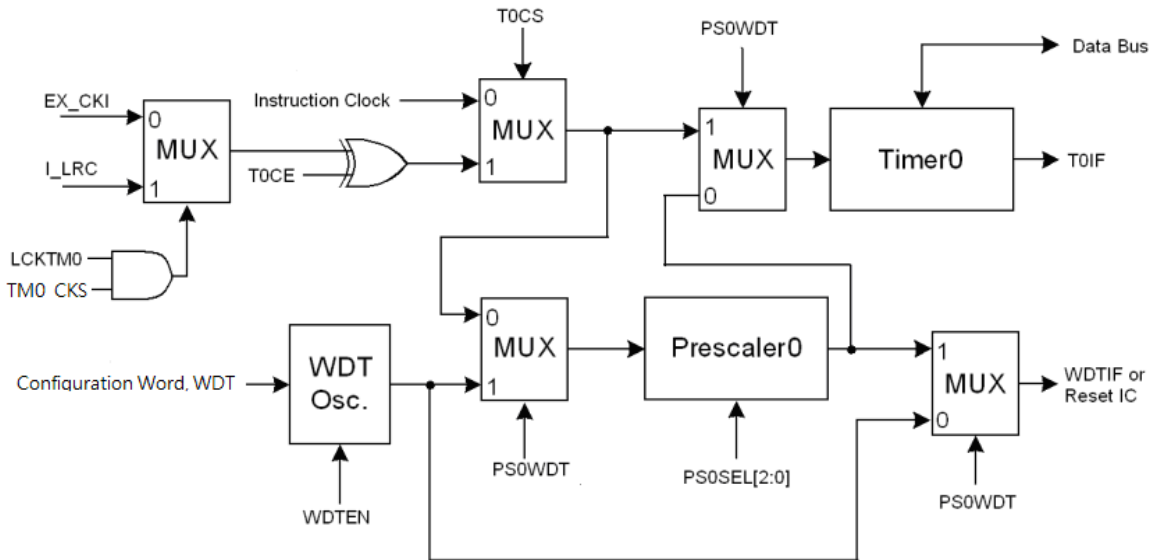 T0CS
PS0WDT
Data Bus
EX_CKI
0
MUX
I_LRC
1
Instruction Clock
0
MUX
1
T0CE
1
MUX
0
Timer0
T0IF
LCKTM0
TM0 CKS
0
MUX
1
Prescaler0
1
MUX
0
WDTIF or
Reset IC
Configuration Word, WDT
WDT
Osc.
PS0WDT
PS0SEL[2:0]
PS0WDT
WDTEN